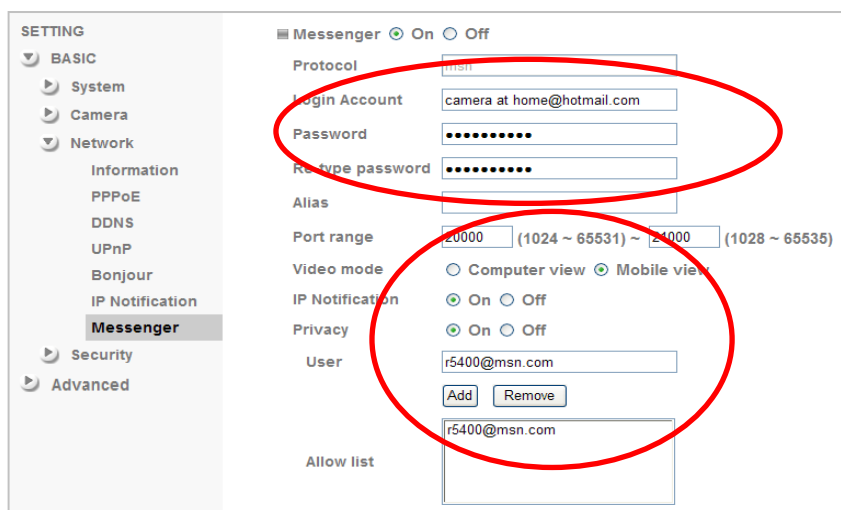 SETTING
BASIC
System
Camera
Network
Information
PPPoE
DDNS
UPnP
Bonjour
IP Notification
Messenger
Security
Advanced
Messenger On Off
Protocol msn
Login Account camera at home@hotmail.com
Password ●●●●●●●●●●
Re-type password ●●●●●●●●●●
Alias
Port range 20000 (1024 ~ 65531) ~ 21000 (1028 ~ 65535)
Video mode Computer view Mobile view
IP Notification On Off
Privacy On Off
User r5400@msn.com
Add Remove
r5400@msn.com
Allow list